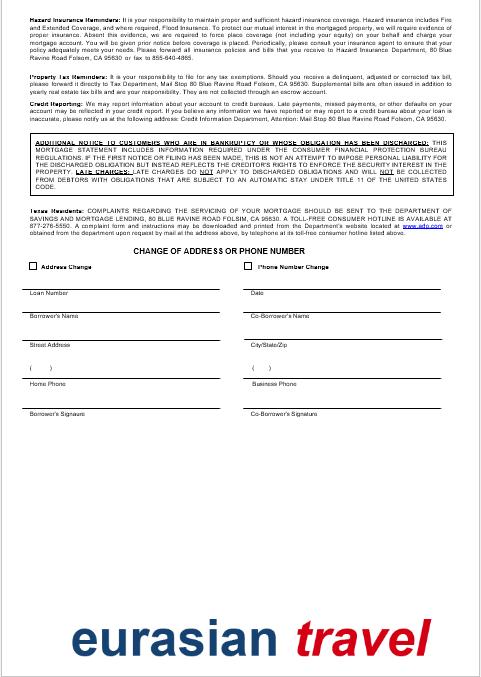 Hazard Insurance Reminders: It is your responsibility to maintain proper and sufficient hazard insurance coverage. Hazard insurance includes Fire
and Extended Coverage, and where required, Flood Insurance. To protect our mutual interest in the mortgaged property, we will require evidence of
proper insurance. Absent this evidence, we are required to force place coverage (not including your equity) on your behalf and charge your
mortgage account. You will be given prior notice before coverage is placed. Periodically, please consult your insurance agent to ensure that your
policy adequately meets your needs. Please forward all insurance policies and bills that you receive to Hazard Insurance Department, 80 Blue
Ravine Road Folsom, CA 95630 or fax to 855-640-4865.
Property Tax Reminders: It is your responsibility to file for any tax exemptions. Should you receive a delinquent, adjusted or corrected tax bill,
please forward it directly to Tax Department, Mail Stop 80 Blue Ravine Road Folsom, CA 95630. Supplemental bills are often issued in addition to
yearly real estate tax bills and are your responsibility. They are not collected through an escrow account.
Credit Reporting: We may report information about your account to credit bureaus. Late payments, missed payments, or other defaults on your
account may be reflected in your credit report. If you believe any information we have reported or may report to a credit bureau about your loan is
inaccurate, please notify us at the following address: Credit Information Department, Attention: Mail Stop 80 Blue Ravine Road Folsom, CA 95630.
ADDITIONAL NOTICE TO CUSTOMERS WHO ARE IN BANKRUPTCY OR WHOSE OBLIGATION HAS BEEN DISCHARGED: THIS
MORTGAGE STATEMENT INCLUDES INFORMATION REQUIRED UNDER THE CONSUMER FINANCIAL PROTECTION BUREAU
REGULATIONS. IF THE FIRST NOTICE OR FILING HAS BEEN MADE, THIS IS NOT AN ATTEMPT TO IMPOSE PERSONAL LIABILITY FOR
THE DISCHARGED OBLIGATION BUT INSTEAD REFLECTS THE CREDITOR'S RIGHTS TO ENFORCE THE SECURITY INTEREST IN THE
PROPERTY. LATE CHARGES: LATE CHARGES DO NOT APPLY TO DISCHARGED OBLIGATIONS AND WILL NOT BE COLLECTED
FROM DEBTORS WITH OBLIGATIONS THAT ARE SUBJECT TO AN AUTOMATIC STAY UNDER TITLE 11 OF THE UNITED STATES
CODE.
Texas Residents: COMPLAINTS REGARDING THE SERVICING OF YOUR MORTGAGE SHOULD BE SENT TO THE DEPARTMENT OF
SAVINGS AND MORTGAGE LENDING, 80 BLUE RAVINE ROAD FOLSIM, CA 95630. A TOLL-FREE CONSUMER HOTLINE IS AVAILABLE AT
877-276-5550. A complaint form and instructions may be downloaded and printed from the Department's website located at www.adp.com or
obtained from the department upon request by mail at the address above, by telephone at its toll-free consumer hotline listed above.
CHANGE OF ADDRESS OR PHONE NUMBER
Address Change Phone Number Change
Loan Number Date
Borrower's Name Co-Borrower's Name
Street Address City/State/Zip
( ) ( )
Home Phone Business Phone
Borrower's Signaure Co-Borrower's Signature
eurasian travel